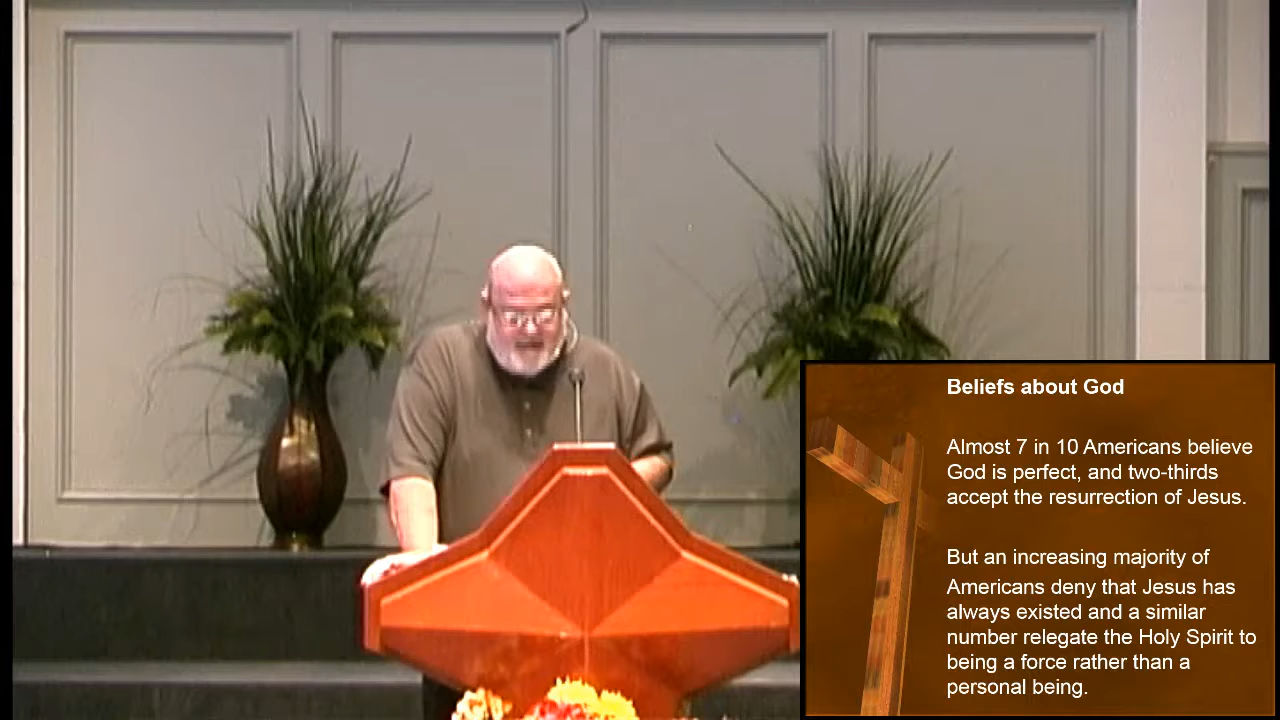 Beliefs about God
Almost 7 in 10 Americans believe
God is perfect, and two-thirds
accept the resurrection of Jesus.
But an increasing majority of
Americans deny that Jesus has
always existed and a similar
number relegate the Holy Spirit to
being a force rather than a
personal being.